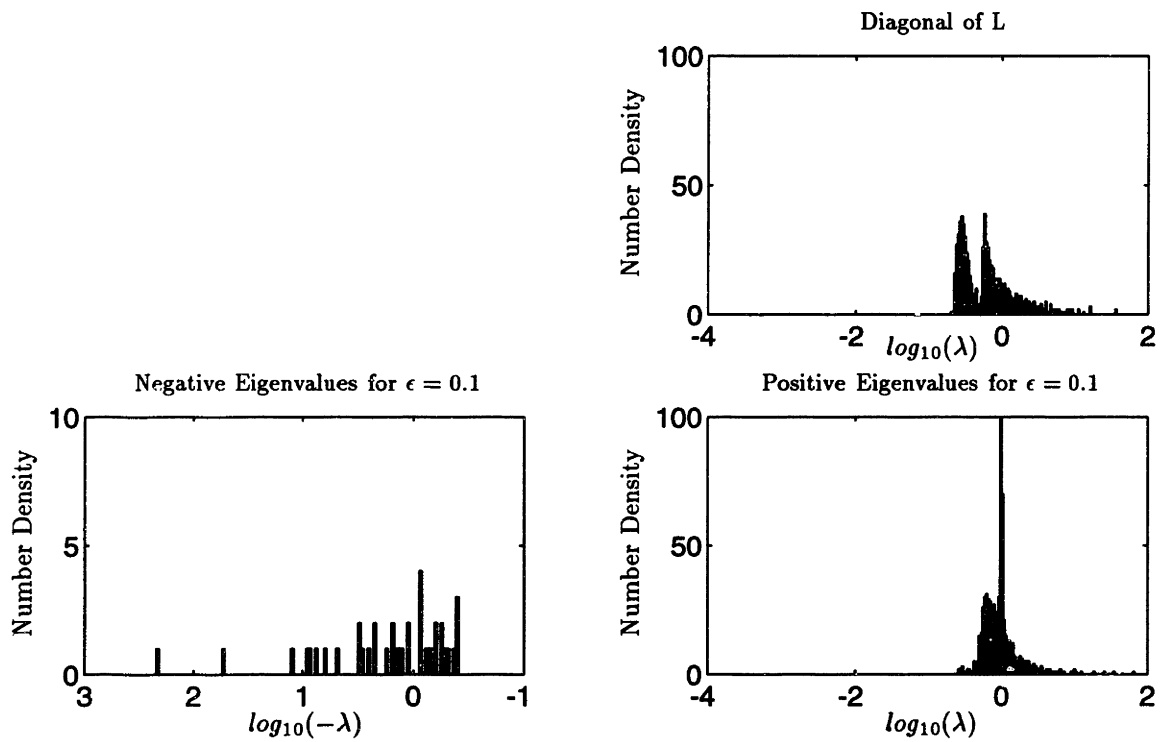 Diagonal of L
100
50
0
Number Density
-4 -2 0 2
log10(λ)
Negative Eigenvalues for ϵ = 0.1
10
5
0
Number Density
3 2 1 0 -1
log10(−λ)
Positive Eigenvalues for ϵ = 0.1
100
50
0
Number Density
-4 -2 0 2
log10(λ)